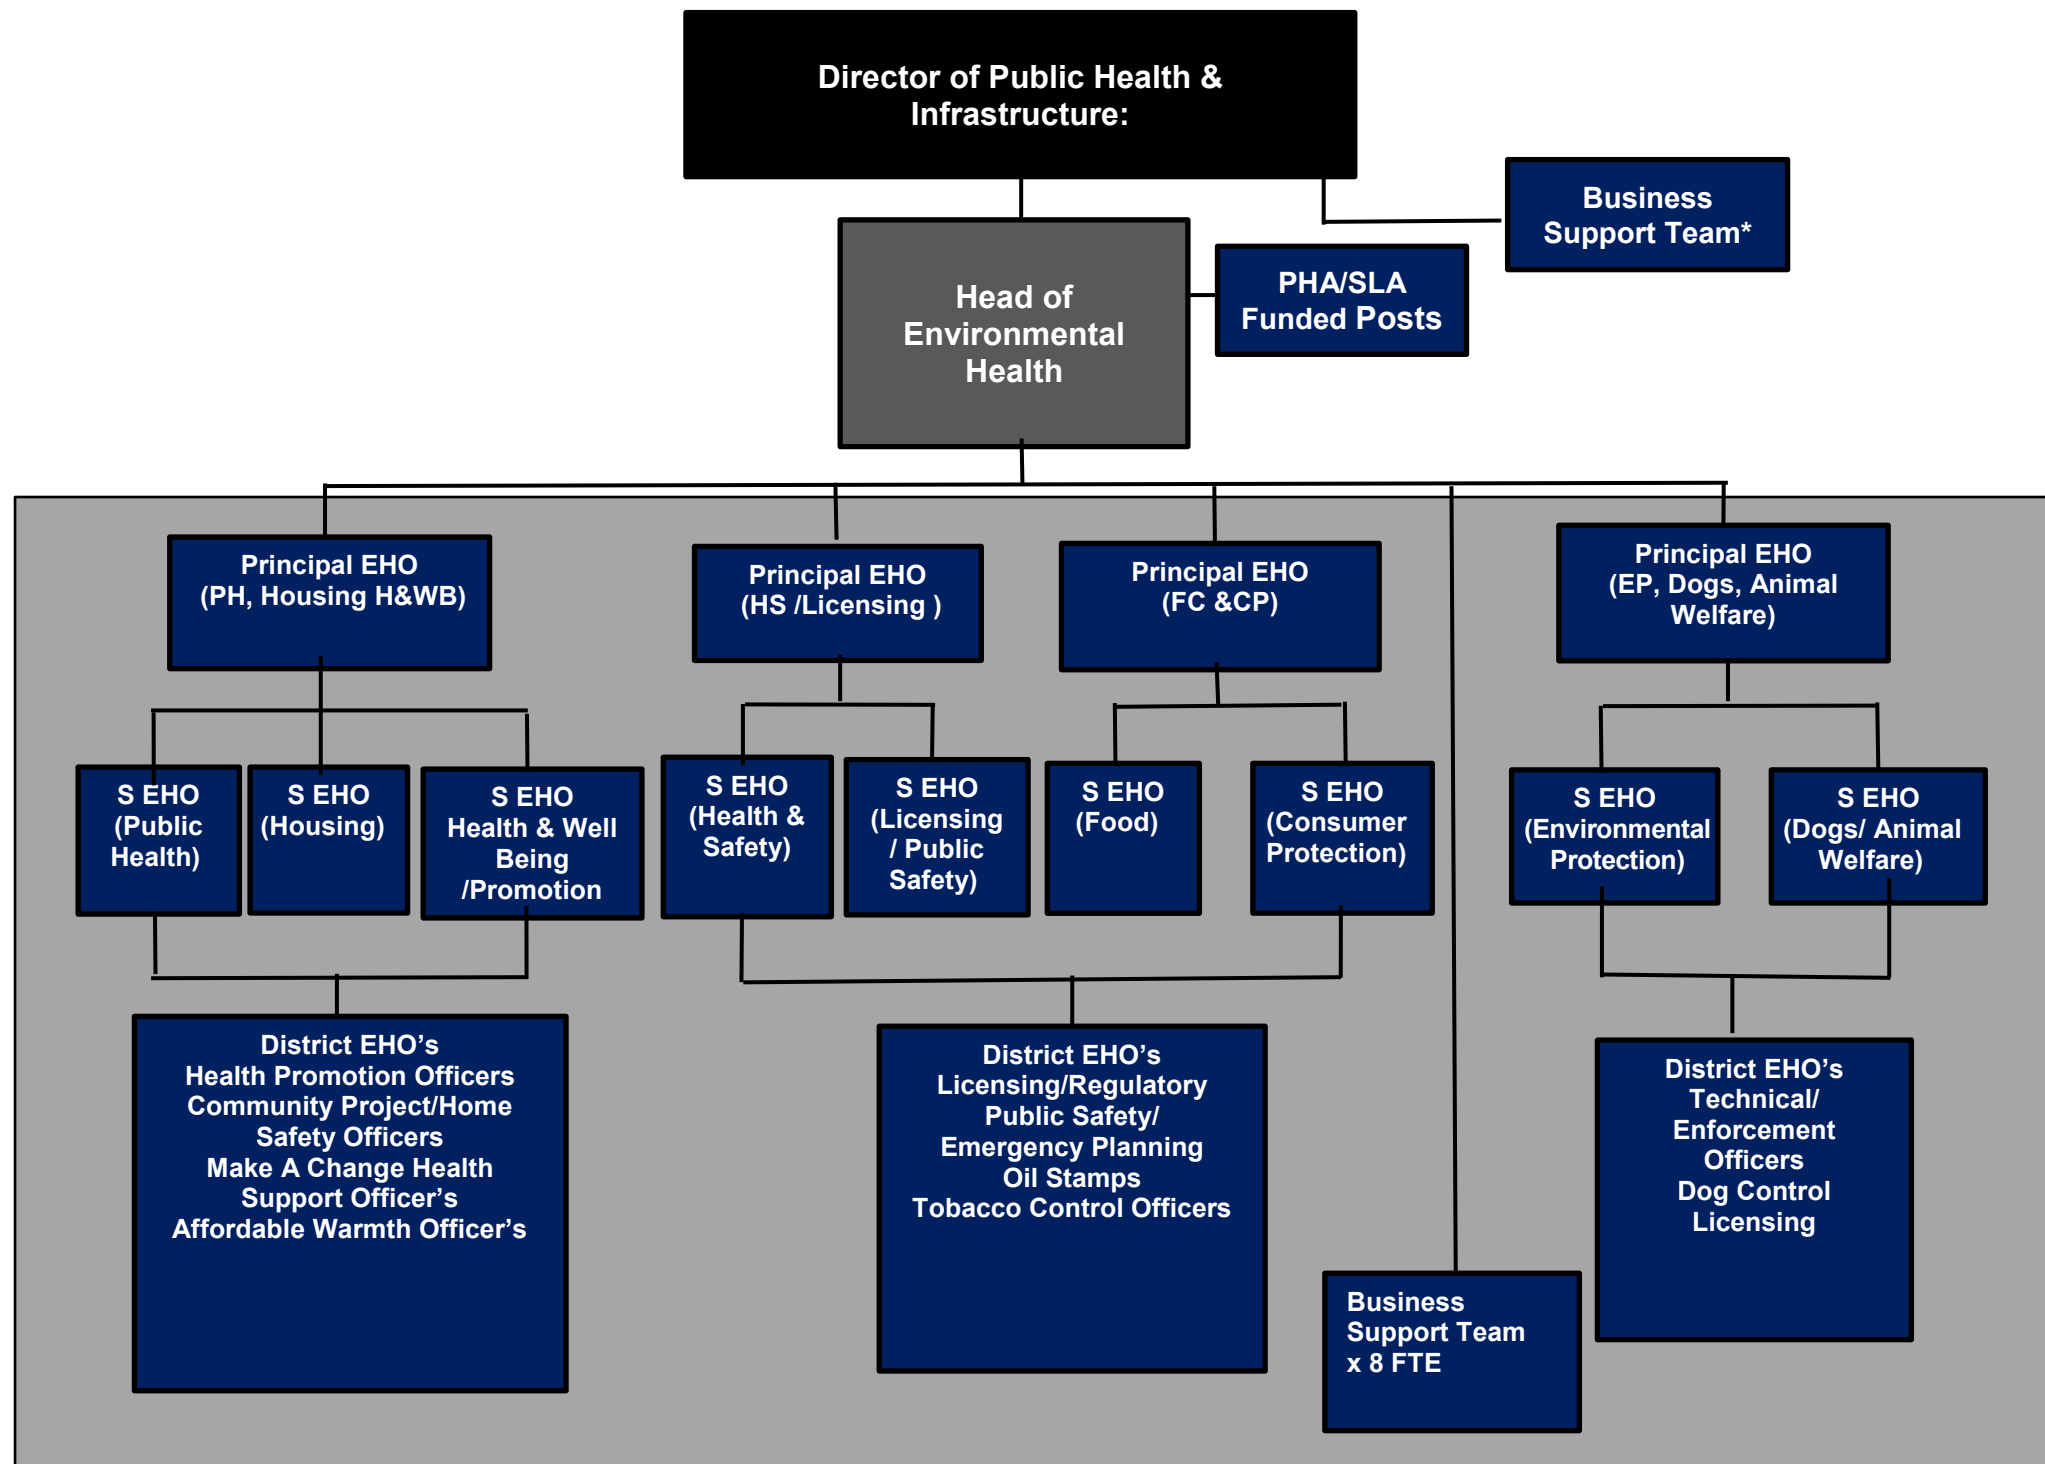 Director of Public Health &
Infrastructure:
Business
Support Team*
Head of
Environmental
Health
PHA/SLA
Funded Posts
Principal EHO
(PH, Housing H&WB)
Principal EHO
(HS /Licensing )
Principal EHO
(FC &CP)
Principal EHO
(EP, Dogs, Animal
Welfare)
S EHO
(Public
Health)
S EHO
(Housing)
S EHO
Health & Well
Being
/Promotion
S EHO
(Health &
Safety)
S EHO
(Licensing
/ Public
Safety)
S EHO
(Food)
S EHO
(Consumer
Protection)
S EHO
(Environmental
Protection)
S EHO
(Dogs/ Animal
Welfare)
District EHO’s
Health Promotion Officers
Community Project/Home
Safety Officers
Make A Change Health
Support Officer’s
Affordable Warmth Officer’s
District EHO’s
Licensing/Regulatory
Public Safety/
Emergency Planning
Oil Stamps
Tobacco Control Officers
Business
Support Team
x 8 FTE
District EHO’s
Technical/
Enforcement
Officers
Dog Control
Licensing